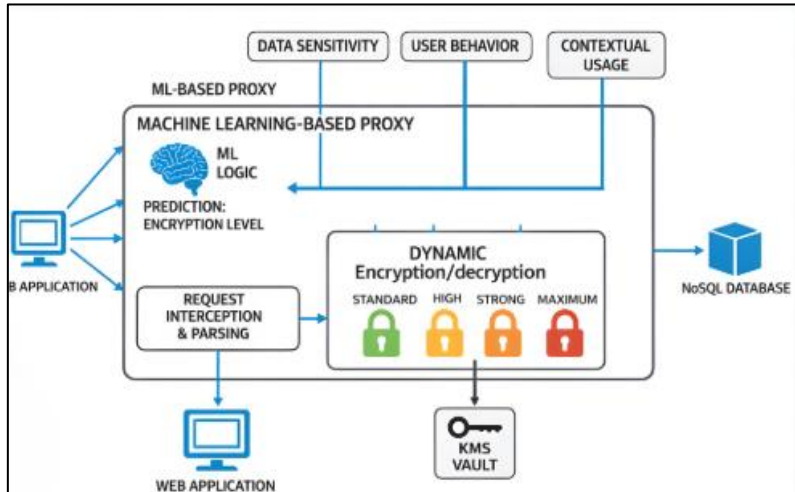 DATA SENSITIVITY
USER BEHAVIOR
CONTEXTUAL
USAGE
ML-BASED PROXY
MACHINE LEARNING-BASED PROXY
ML
LOGIC
PREDICTION:
ENCRYPTION LEVEL
B APPLICATION
DYNAMIC
Encryption/decryption
STANDARD
HIGH
STRONG
MAXIMUM
REQUEST
INTERCEPTION
& PARSING
NoSQL DATABASE
KMS
VAULT
WEB APPLICATION